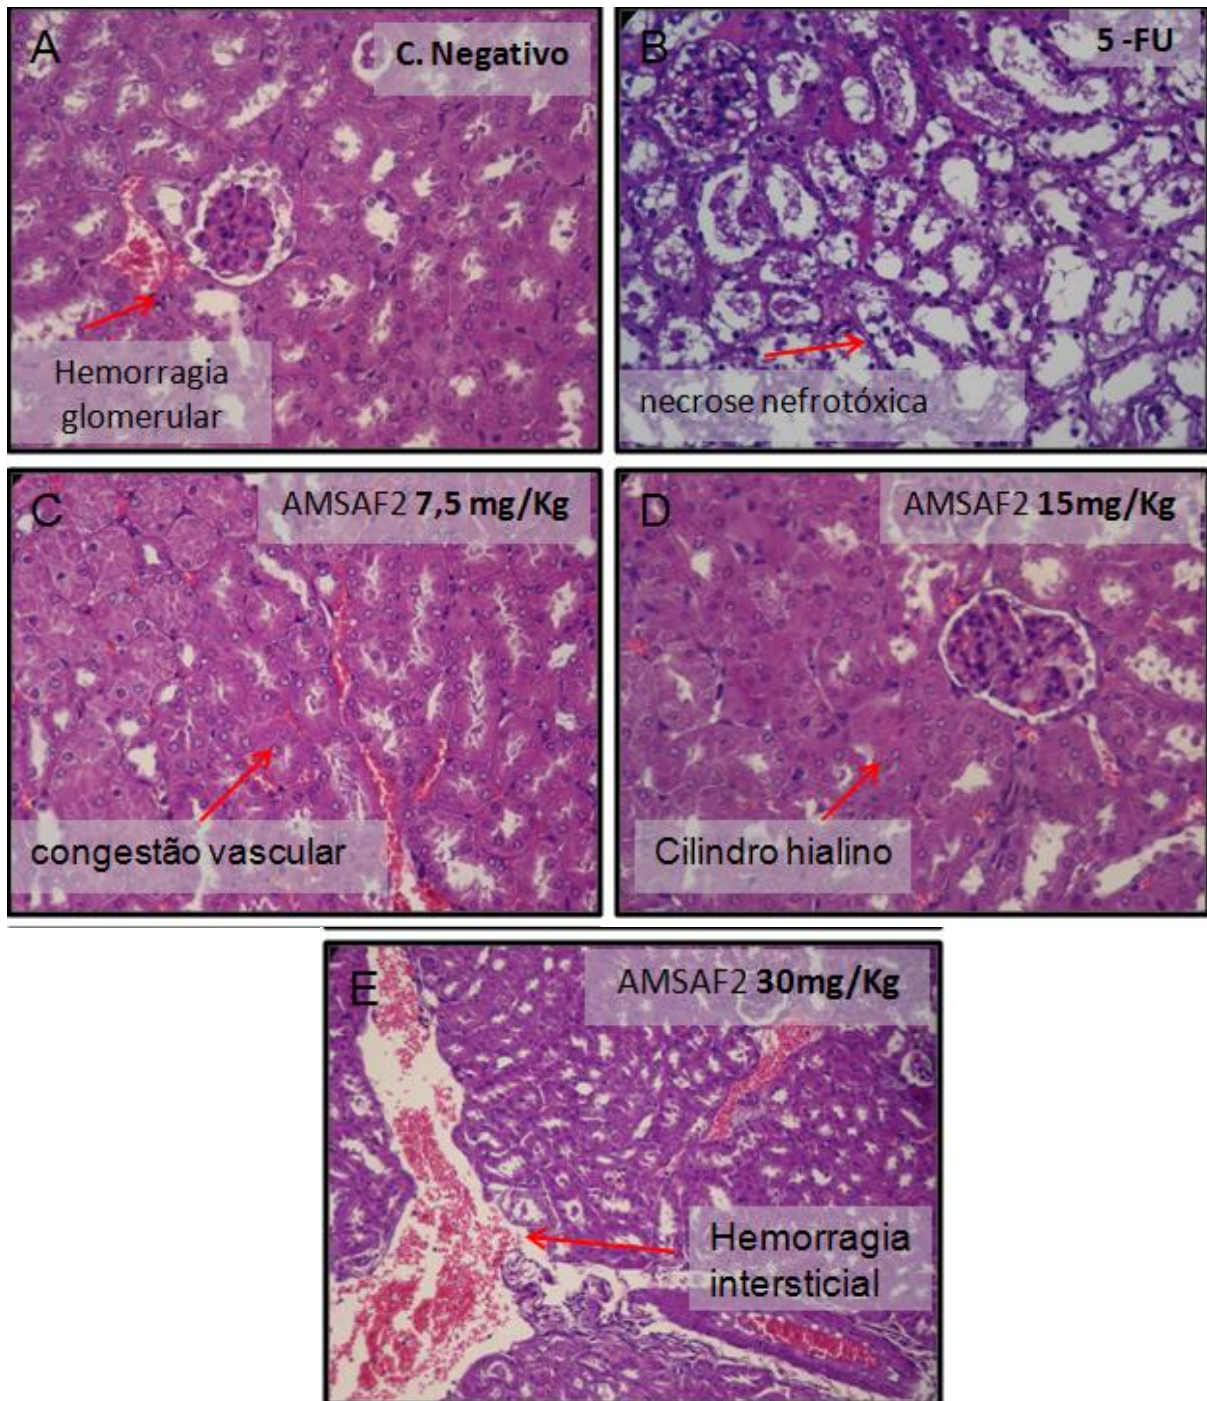 A
C. Negativo
Hemorragia
glomerular
B
5 -FU
necrose nefrotóxica
C
AMSAF2 7,5 mg/Kg
congestão vascular
D
AMSAF2 15mg/Kg
Cilindro hialino
E
AMSAF2 30mg/Kg
Hemorragia
intersticial